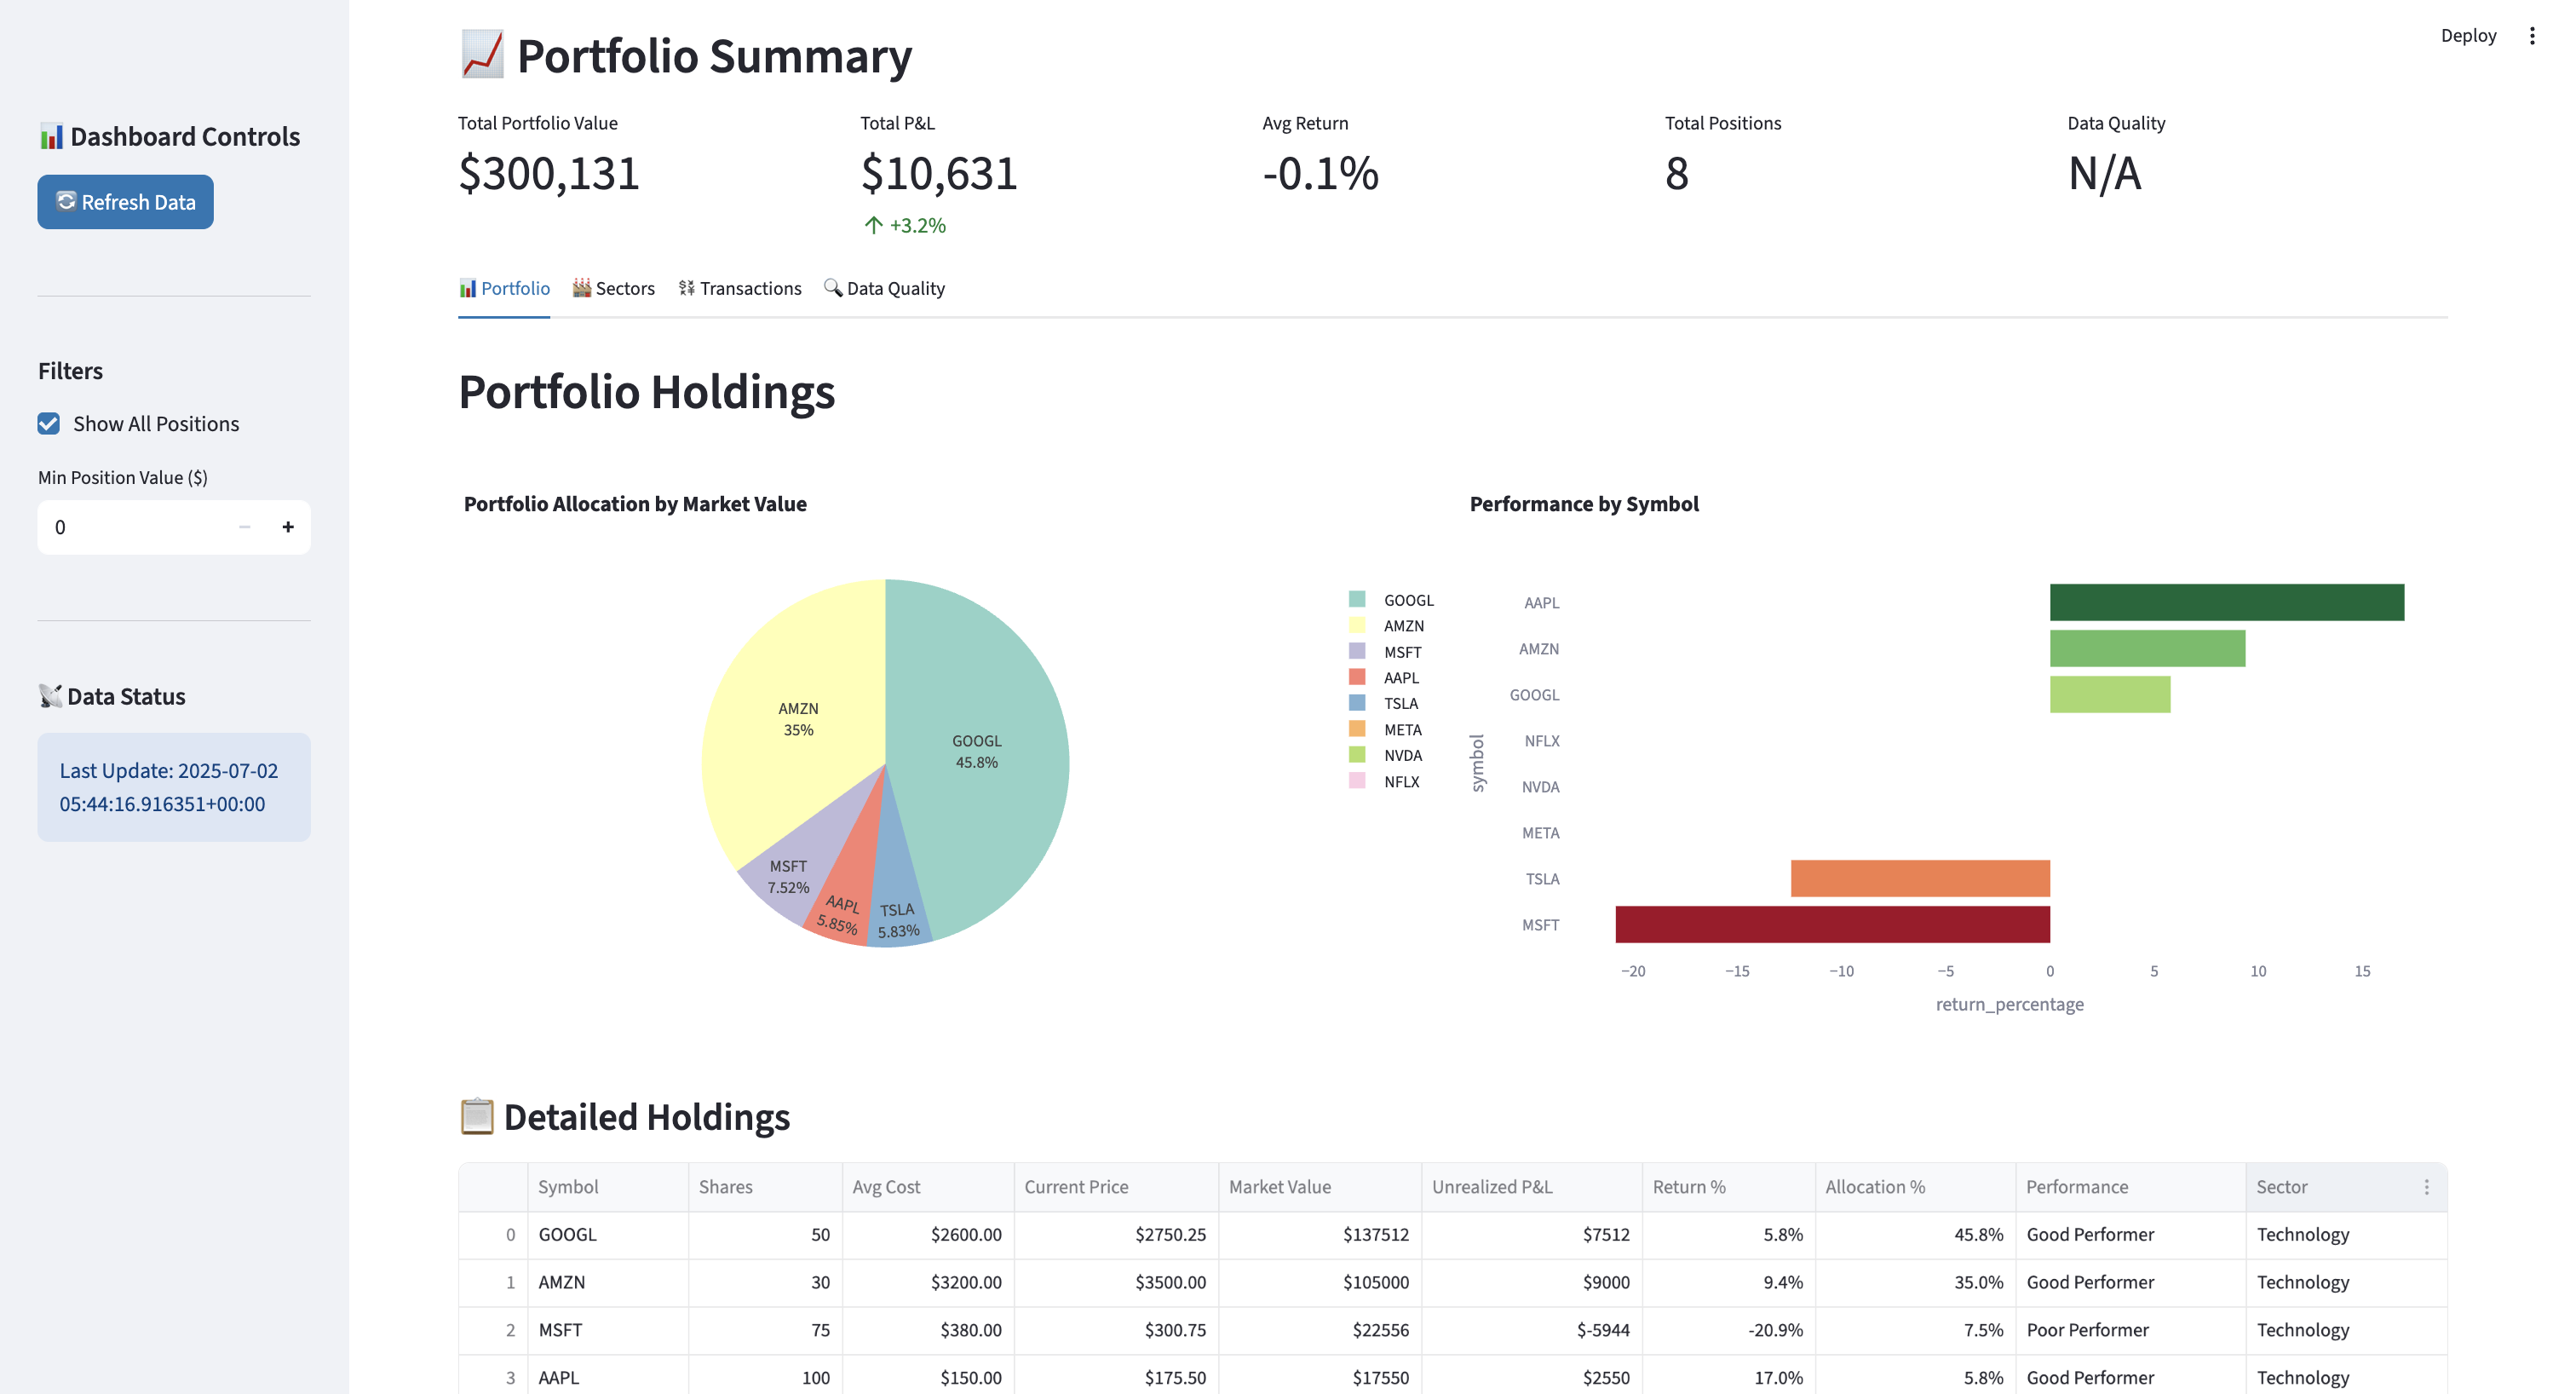 Deploy
📈 Portfolio Summary
Total Portfolio Value
$300,131
Total P&L
$10,631
↑ +3.2%
Avg Return
-0.1%
Total Positions
8
Data Quality
N/A
📊 Dashboard Controls
Refresh Data
Filters
Show All Positions
Min Position Value ($)
0
Data Status
Last Update: 2025-07-02
05:44:16.916351+00:00
Portfolio
Sectors
Transactions
Data Quality
Portfolio Holdings
Portfolio Allocation by Market Value
AMZN
35%
GOOGL
45.8%
MSFT
7.52%
AAPL
5.85%
TSLA
5.83%
GOOGL
AMZN
MSFT
AAPL
TSLA
META
NVDA
NFLX
Performance by Symbol
symbol
AAPL
AMZN
GOOGL
NFLX
NVDA
META
TSLA
MSFT
−20 −15 −10 −5 0 5 10 15
return_percentage
Detailed Holdings
Symbol Shares Avg Cost Current Price Market Value Unrealized P&L Return % Allocation % Performance Sector
0 GOOGL 50 $2600.00 $2750.25 $137512 $7512 5.8% 45.8% Good Performer Technology
1 AMZN 30 $3200.00 $3500.00 $105000 $9000 9.4% 35.0% Good Performer Technology
2 MSFT 75 $380.00 $300.75 $22556 $-5944 -20.9% 7.5% Poor Performer Technology
3 AAPL 100 $150.00 $175.50 $17550 $2550 17.0% 5.8% Good Performer Technology